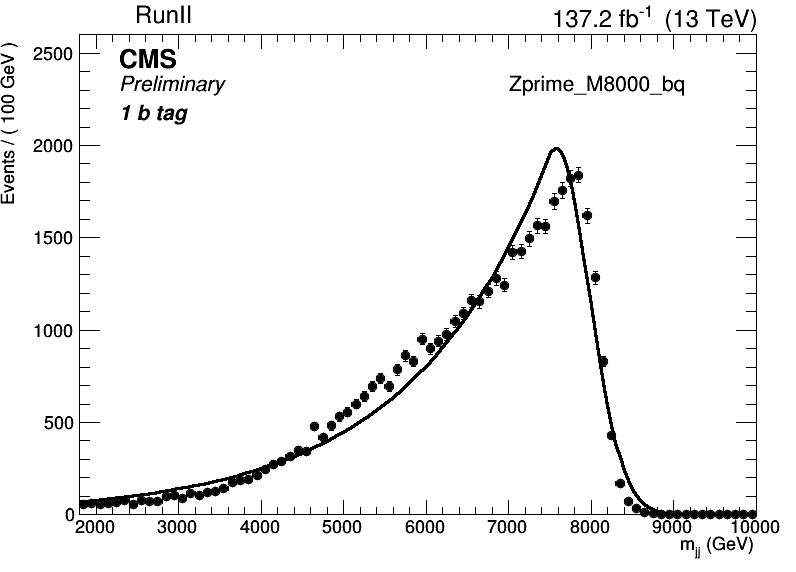 RunII
137.2 fb-1 (13 TeV)
CMS
Preliminary
1 b tag
Zprime_M8000_bq
Events / ( 100 GeV )
2500
2000
1500
1000
500
0
2000 3000 4000 5000 6000 7000 8000 9000 10000
mjj (GeV)